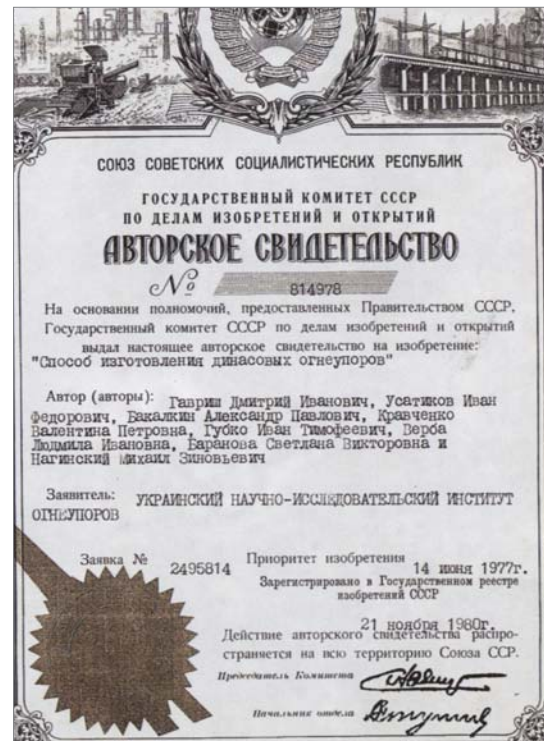 СОЮЗ СОВЕТСКИХ СОЦИАЛИСТИЧЕСКИХ РЕСПУБЛИК
ГОСУДАРСТВЕННЫЙ КОМИТЕТ СССР
ПО ДЕЛАМ ИЗОБРЕТЕНИЙ И ОТКРЫТИЙ
АВТОРСКОЕ СВИДЕТЕЛЬСТВО
№ 814978
На основании полномочий, предоставленных Правительством СССР,
Государственный комитет СССР по делам изобретений и открытий
выдал настоящее авторское свидетельство на изобретение:
"Способ изготовления динасовых огнеупоров"
Автор (авторы): Гавриш Дмитрий Иванович, Усатиков Иван
Федорович, Бакалкин Александр Павлович, Кравченко
Валентина Петровна, Губко Иван Тимофеевич, Верба
Людмила Ивановна, Баранова Светлана Викторовна и
Нагинский Михаил Зиновьевич
Заявитель: УКРАИНСКИЙ НАУЧНО-ИССЛЕДОВАТЕЛЬСКИЙ ИНСТИТУТ
ОГНЕУПОРОВ
Заявка № 2495814 Приоритет изобретения 14 июня 1977г.
Зарегистрировано в Государственном реестре
изобретений СССР
21 ноября 1980г.
Действие авторского свидетельства распро-
страняется на всю территорию Союза ССР.
Председатель Комитета
Начальник отдела